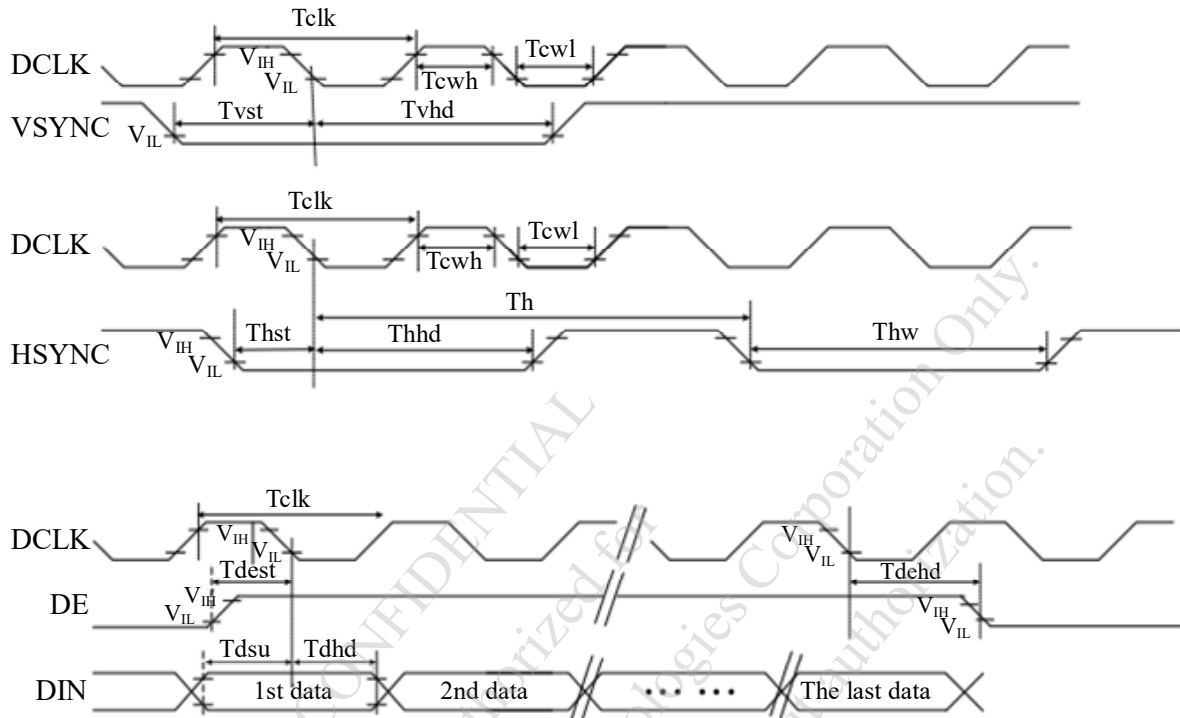 Tclk
DCLK
VIH
VIL
Tcwh
Tcwl
VSYNC
VIL
Tvst
Tvhd
Tclk
DCLK
VIH
VIL
Tcwh
Tcwl
Th
HSYNC
VIH
VIL
Thst
Thhd
Thw
Tclk
DCLK
VIH
VIL
VIH
VIL
Tdest
Tdehd
DE
VIH
VIL
VIH
VIL
Tdsu
Tdhd
DIN
1st data
2nd data
... ...
The last data
CONFIDENTIAL
Corporation Only.
authorization.